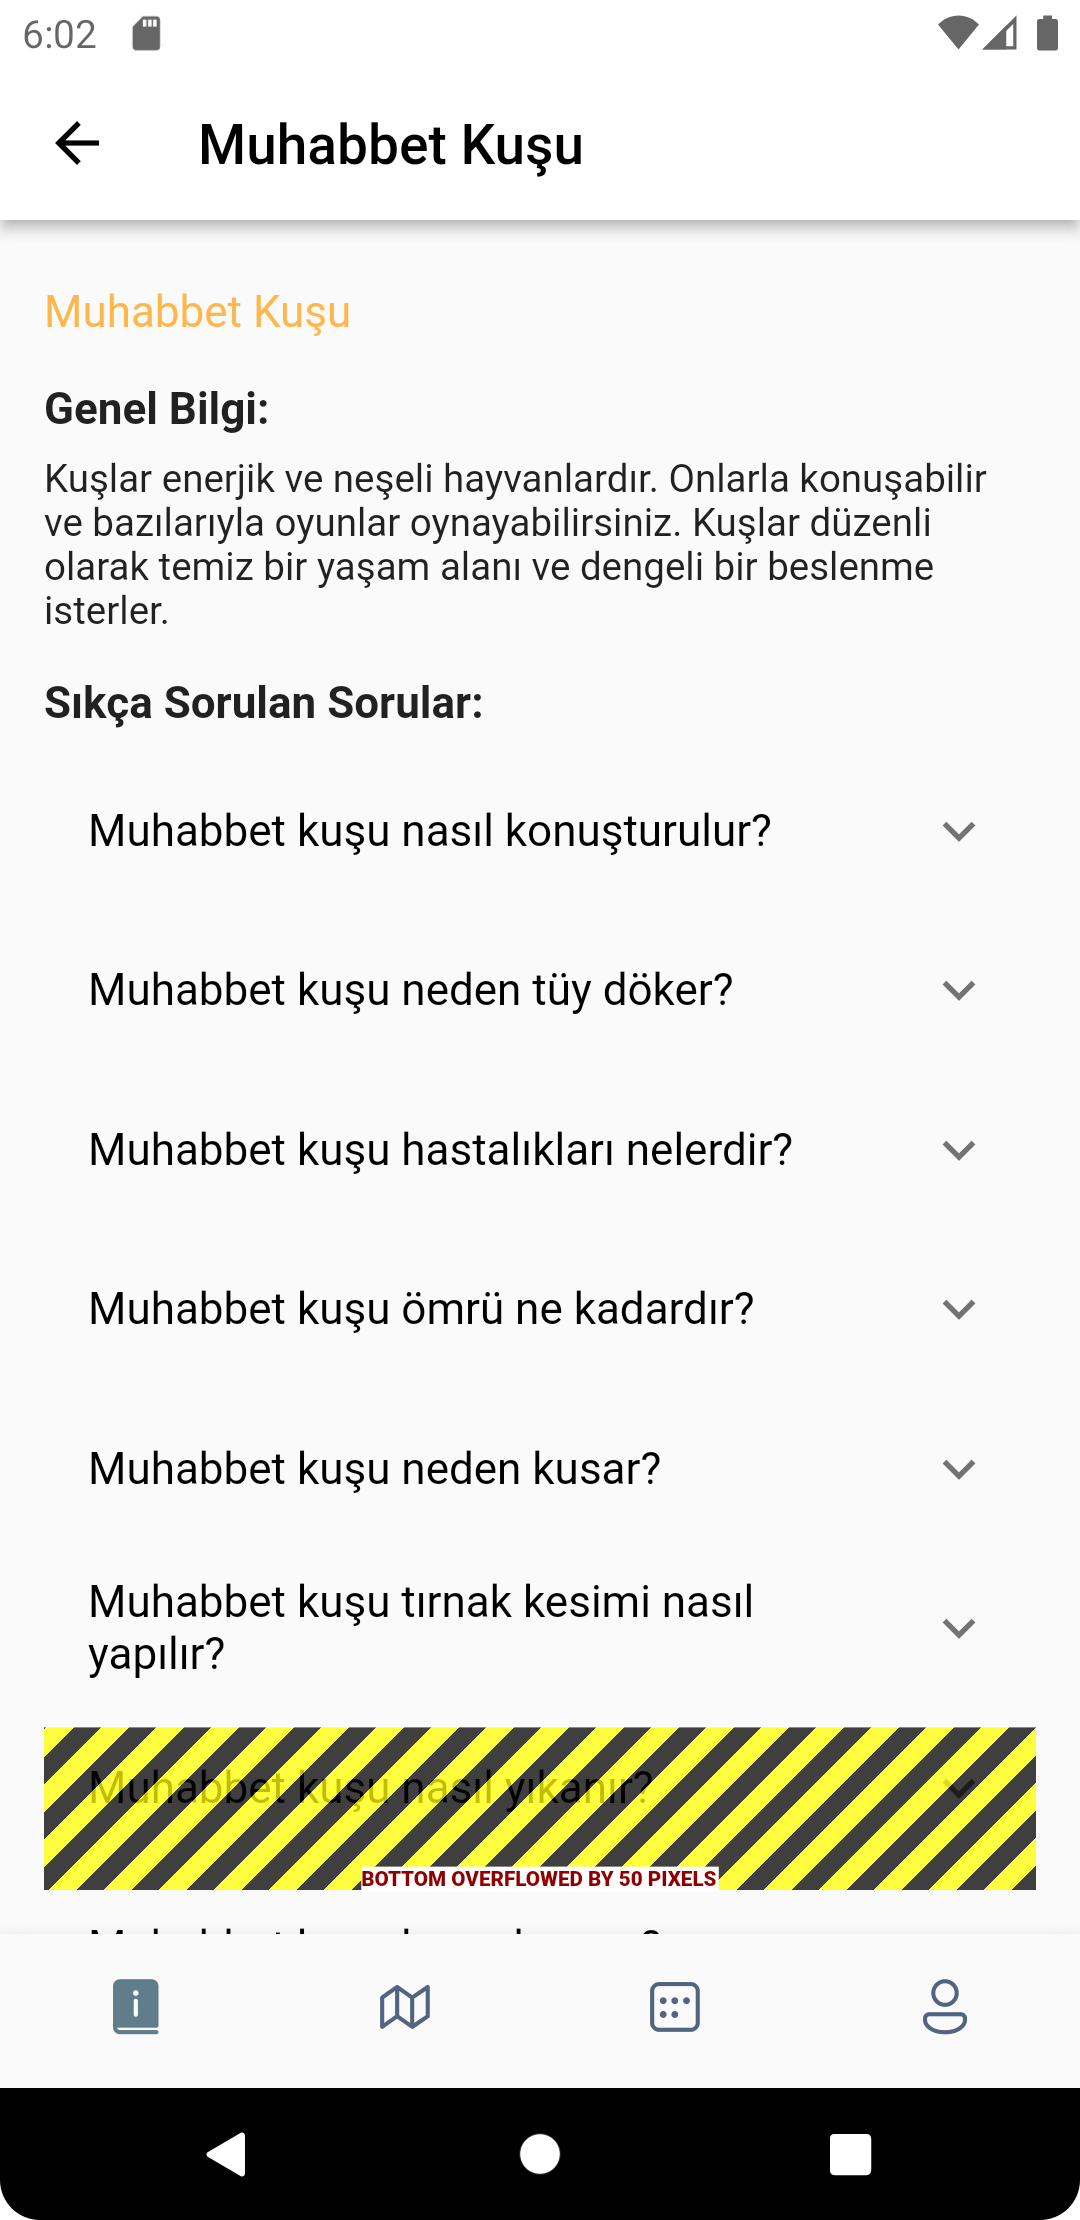 6:02
Muhabbet Kuşu
Muhabbet Kuşu
Genel Bilgi:
Kuşlar enerjik ve neşeli hayvanlardır. Onlarla konuşabilir
ve bazılarıyla oyunlar oynayabilirsiniz. Kuşlar düzenli
olarak temiz bir yaşam alanı ve dengeli bir beslenme
isterler.
Sıkça Sorulan Sorular:
Muhabbet kuşu nasıl konuşturulur?
Muhabbet kuşu neden tüy döker?
Muhabbet kuşu hastalıkları nelerdir?
Muhabbet kuşu ömrü ne kadardır?
Muhabbet kuşu neden kusar?
Muhabbet kuşu tırnak kesimi nasıl
yapılır?
Muhabbet kuşu nasıl yıkanır?
BOTTOM OVERFLOWED BY 50 PIXELS